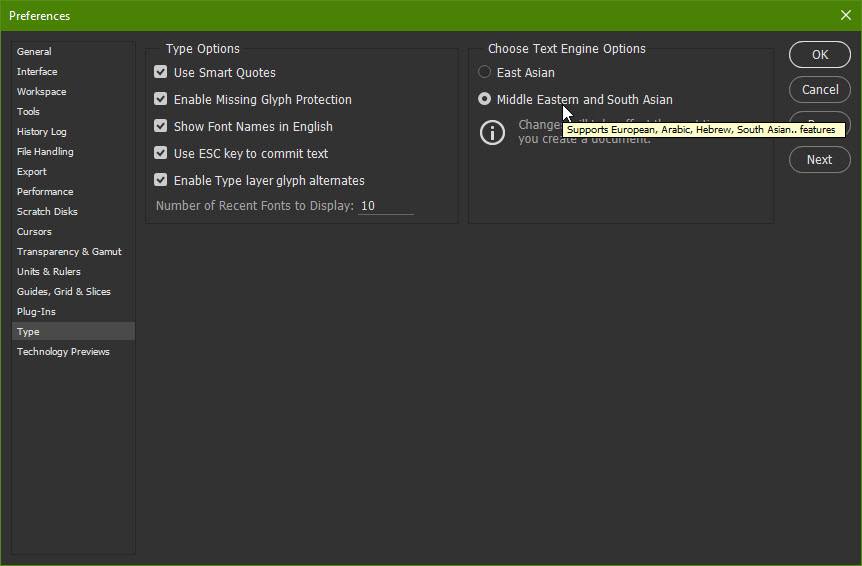 Preferences
General
Interface
Workspace
Tools
History Log
File Handling
Export
Performance
Scratch Disks
Cursors
Transparency & Gamut
Units & Rulers
Guides, Grid & Slices
Plug-Ins
Type
Technology Previews
Type Options
Use Smart Quotes
Enable Missing Glyph Protection
Show Font Names in English
Use ESC key to commit text
Enable Type layer glyph alternates
Number of Recent Fonts to Display: 10
Choose Text Engine Options
East Asian
Middle Eastern and South Asian
Supports European, Arabic, Hebrew, South Asian.. features
you create a document.
OK
Cancel
Next